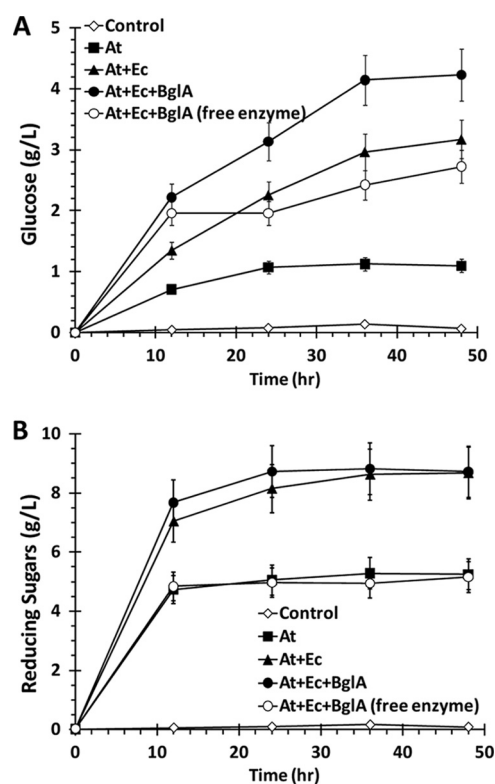 A
Control
At
At+Ec
At+Ec+BglA
At+Ec+BglA (free enzyme)
5
4
3
2
1
0
Glucose (g/L)
0 10 20 30 40 50
Time (hr)
B
10
8
6
4
2
0
Reducing Sugars (g/L)
Control
At
At+Ec
At+Ec+BglA
At+Ec+BglA (free enzyme)
0 10 20 30 40 50
Time (hr)